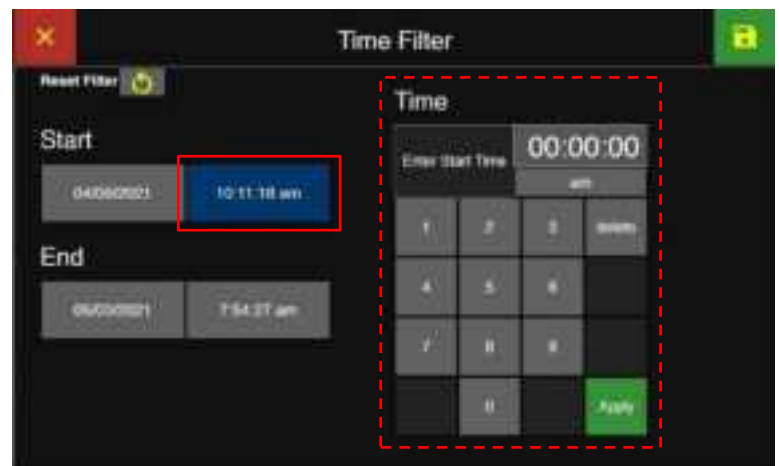 Time Filter
Reset Filter
Start
10:11:18 am
End
7:54:27 am
Time
Enter Start Time
00:00:00
am
1 2 3 delete
4 5 6
7 8 9
0 Apply